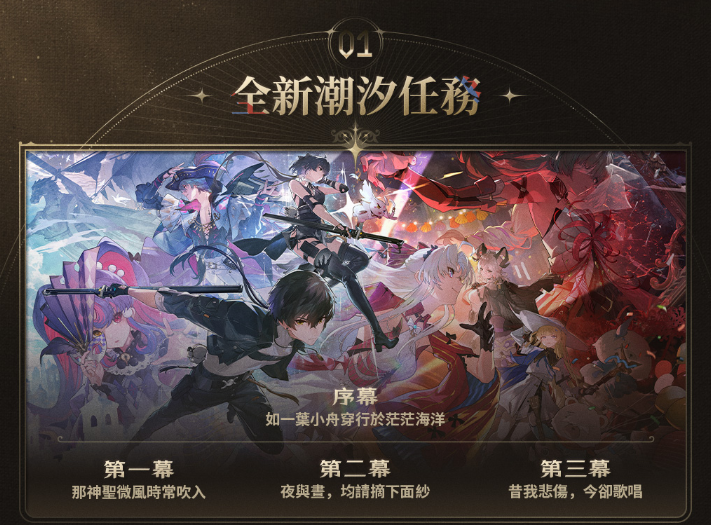 01
全新潮汐任務
序幕
如一葉小舟穿行於茫茫海洋
第一幕
那神聖微風時常吹入
第二幕
夜與晝，均請摘下面紗
第三幕
昔我悲傷，今卻歌唱